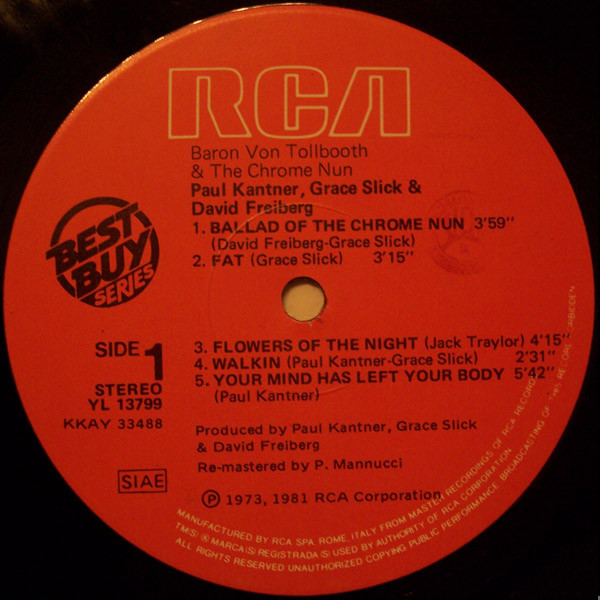 RCA
Baron Von Tollbooth
& The Chrome Nun
Paul Kantner, Grace Slick &
David Freiberg
1. BALLAD OF THE CHROME NUN 3'59"
(David Freiberg-Grace Slick)
2. FAT (Grace Slick) 3'15"
BEST
BUY
SERIES
3. FLOWERS OF THE NIGHT (Jack Traylor) 4'15"
4. WALKIN (Paul Kantner-Grace Slick) 2'31"
5. YOUR MIND HAS LEFT YOUR BODY 5'42"
(Paul Kantner)
SIDE 1
STEREO
YL 13799
KKAY 33488
Produced by Paul Kantner, Grace Slick
& David Freiberg
Re-mastered by P. Mannucci
SIAE
℗ 1973, 1981 RCA Corporation
MANUFACTURED BY RCA SPA. ROME, ITALY FROM MASTER RECORDINGS OF RCA RECORDS
TM(S) ® MARCA(S) REGISTRADA(S) USED BY AUTHORITY OF RCA CORPORATION.
ALL RIGHTS RESERVED UNAUTHORIZED COPYING PUBLIC PERFORMANCE, BROADCASTING OF THIS RECORD FORBIDDEN